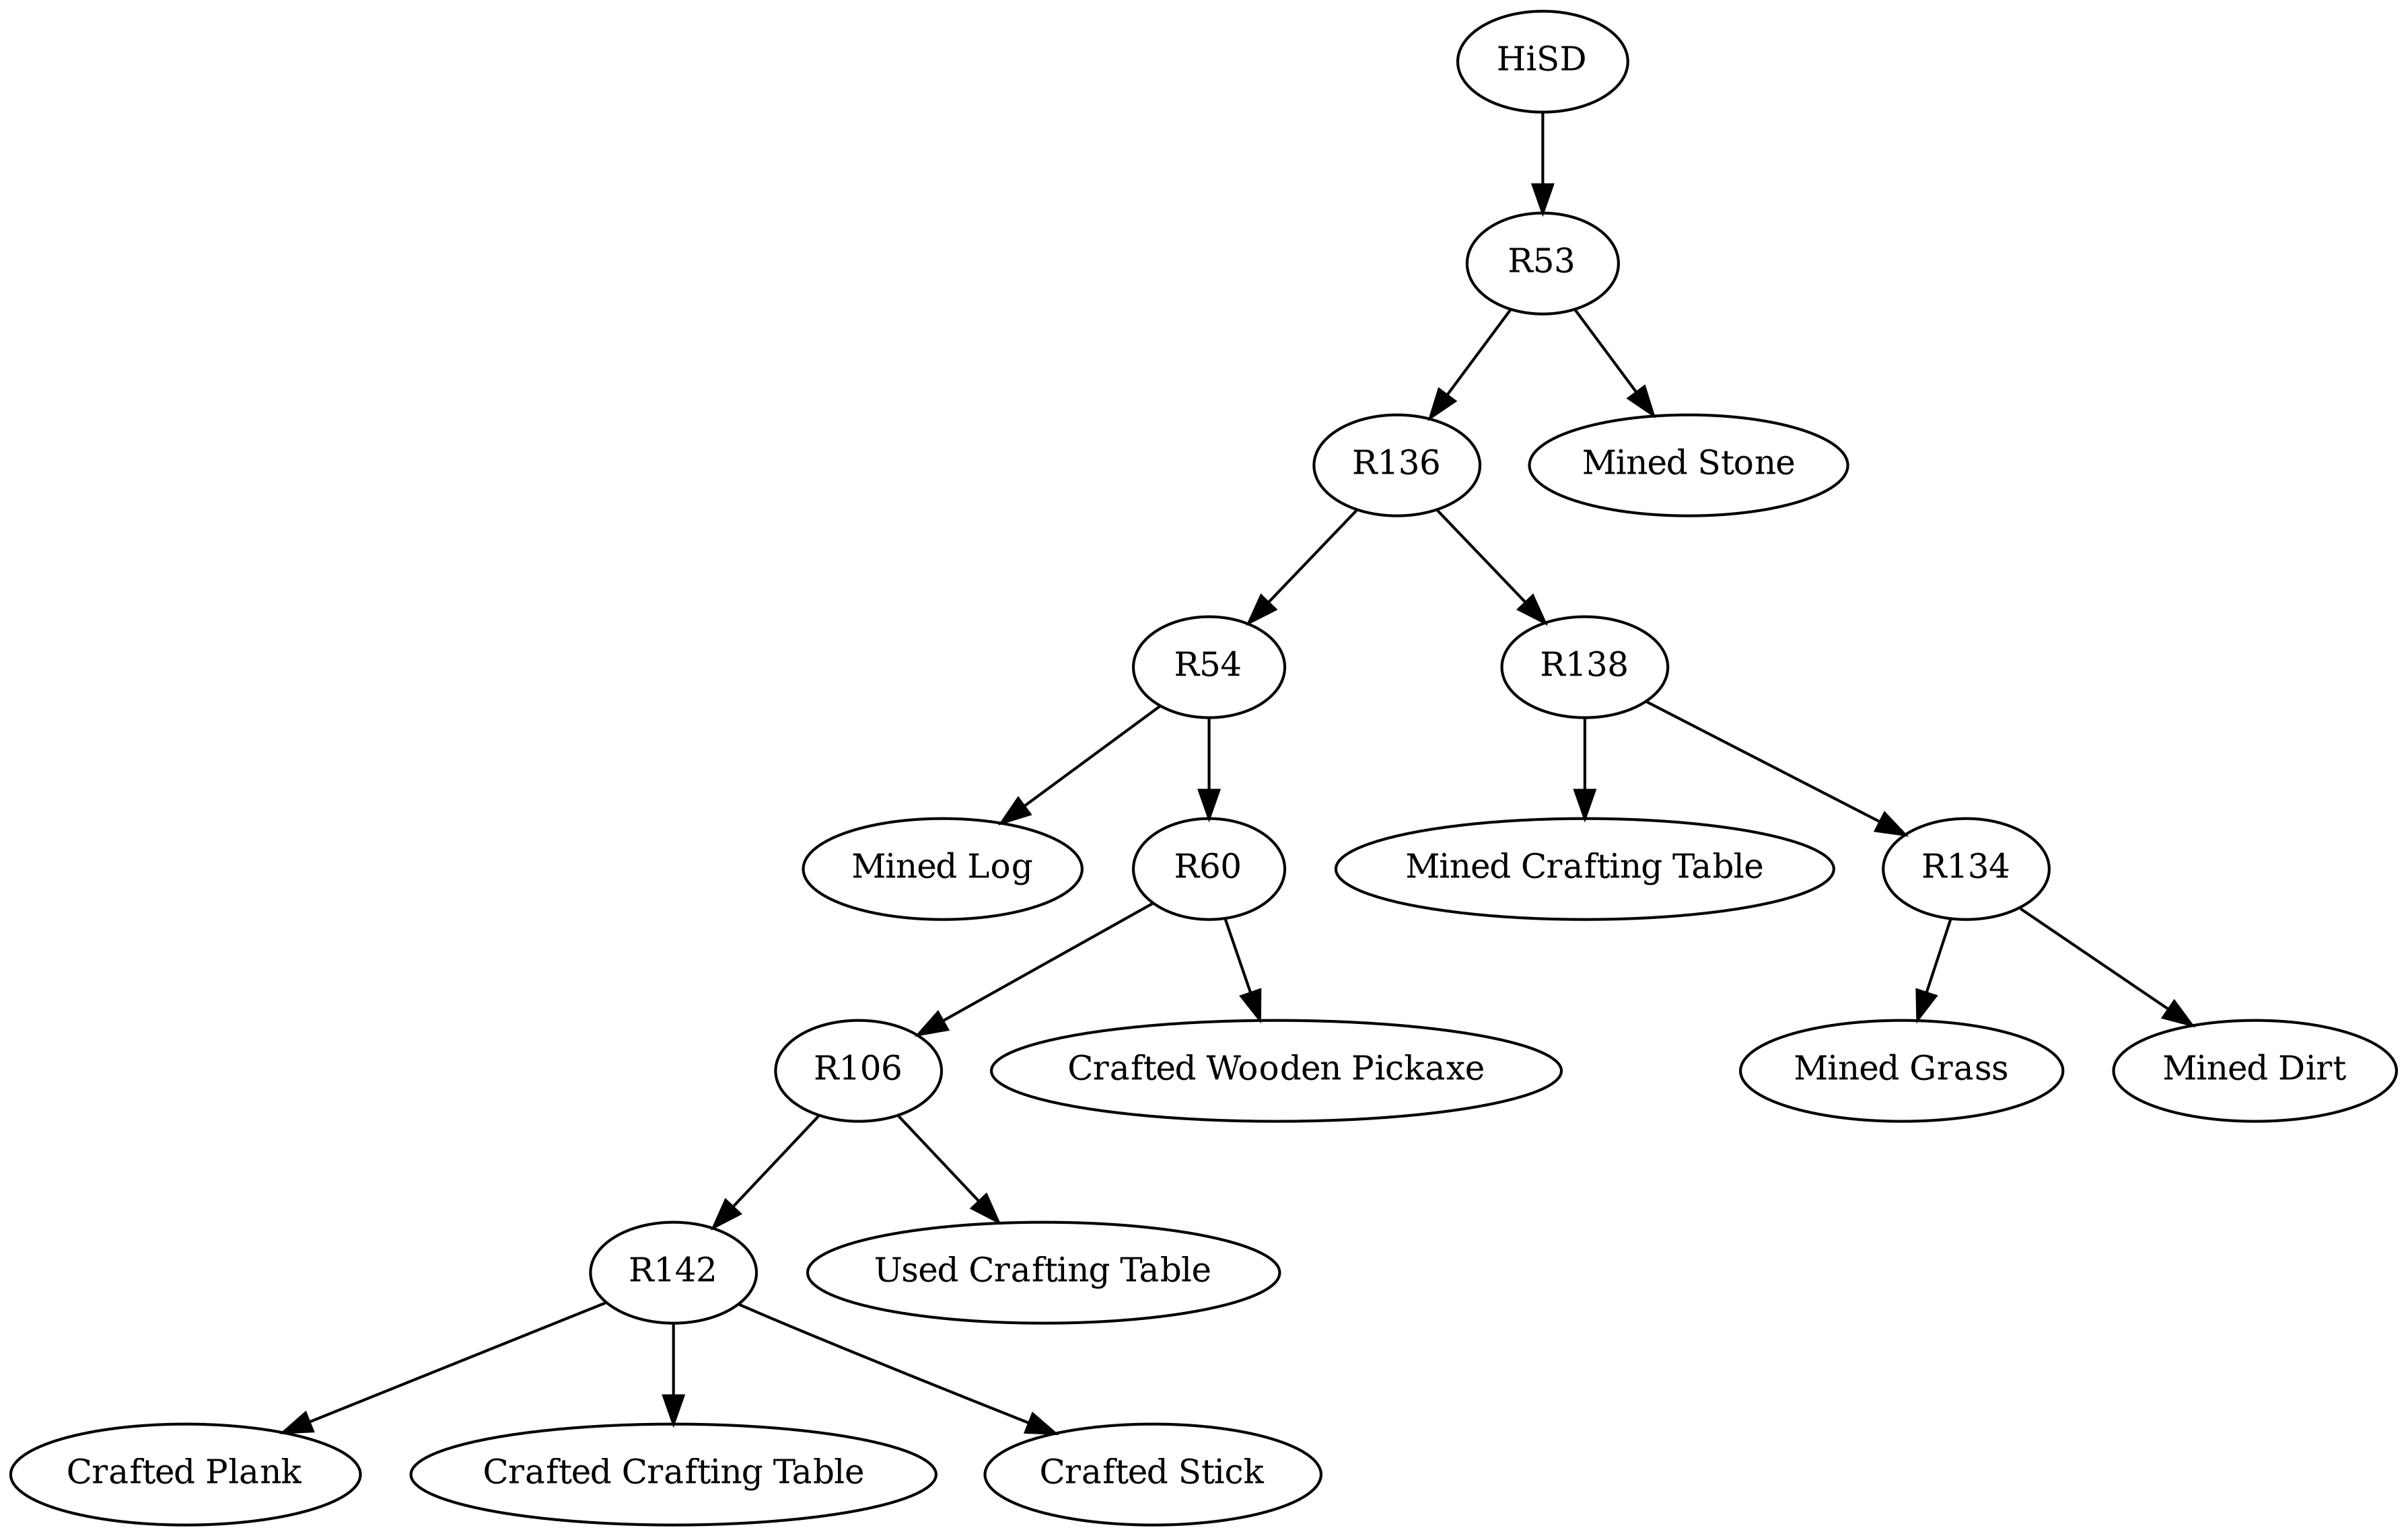 HiSD
R53
R136
Mined Stone
R54
R138
Mined Log
R60
Mined Crafting Table
R134
R106
Crafted Wooden Pickaxe
Mined Grass
Mined Dirt
R142
Used Crafting Table
Crafted Plank
Crafted Crafting Table
Crafted Stick